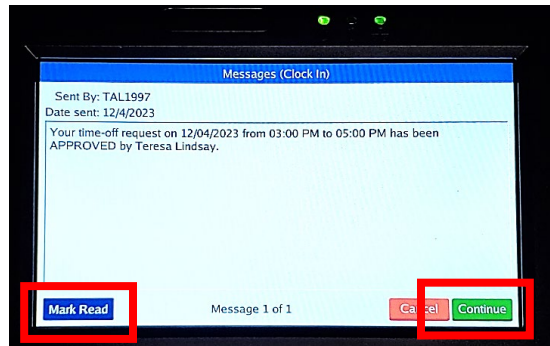 Messages (Clock In)
Sent By: TAL1997
Date sent: 12/4/2023
Your time-off request on 12/04/2023 from 03:00 PM to 05:00 PM has been
APPROVED by Teresa Lindsay.
Mark Read Message 1 of 1 Cancel Continue